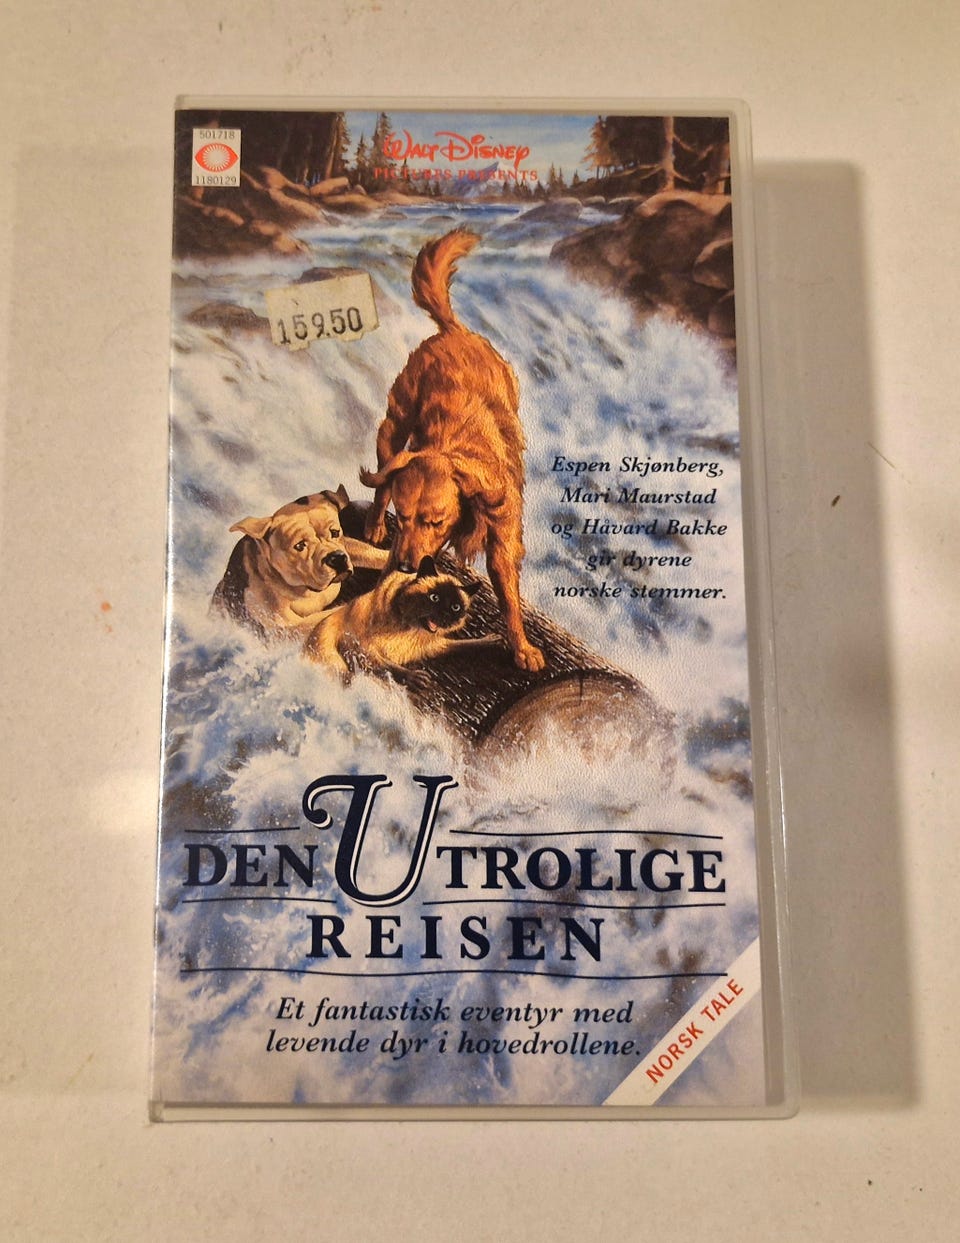 501718
1180129
Walt Disney
PICTURES PRESENTS
159.50
Espen Skjønberg,
Mari Maurstad
og Håvard Bakke
gir dyrene
norske stemmer.
DEN UTROLIGE
REISEN
Et fantastisk eventyr med
levende dyr i hovedrollene.
NORSK TALE